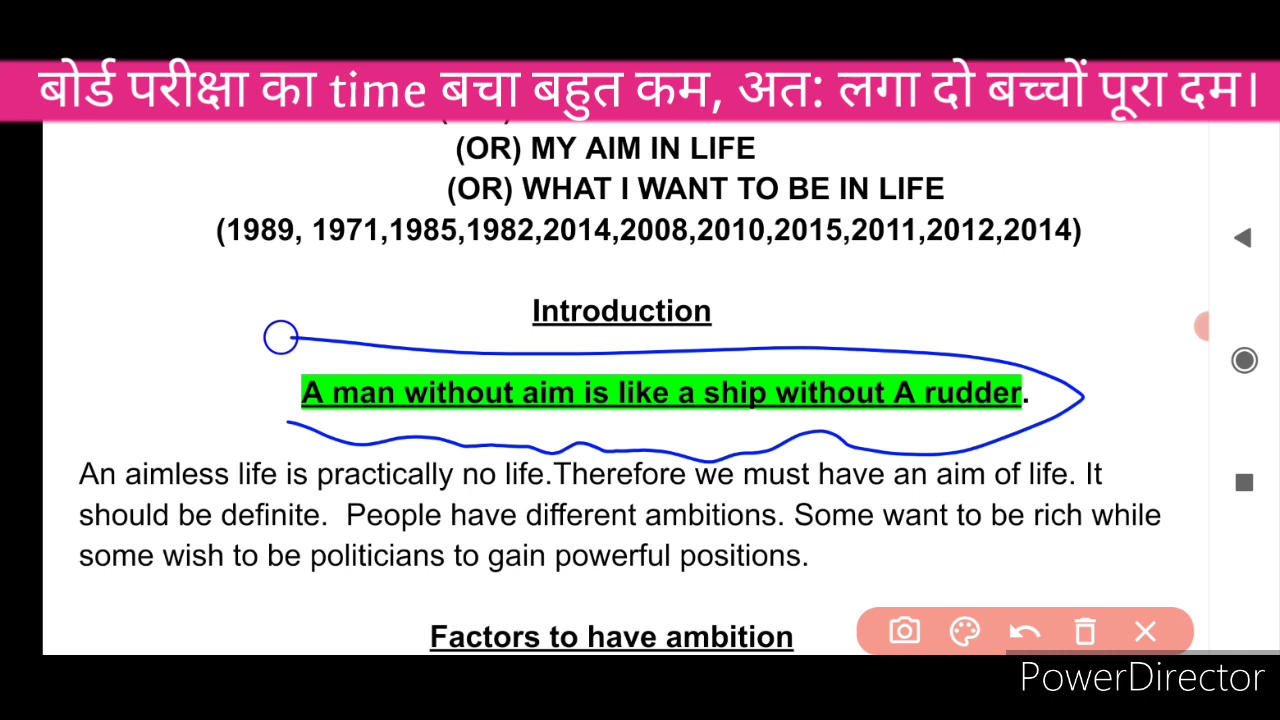 बोर्ड परीक्षा का time बचा बहुत कम, अत: लगा दो बच्चों पूरा दम।
(OR) MY AIM IN LIFE
(OR) WHAT I WANT TO BE IN LIFE
(1989, 1971,1985,1982,2014,2008,2010,2015,2011,2012,2014)
Introduction
A man without aim is like a ship without A rudder.
An aimless life is practically no life.Therefore we must have an aim of life. It
should be definite.  People have different ambitions. Some want to be rich while
some wish to be politicians to gain powerful positions.
Factors to have ambition
PowerDirector